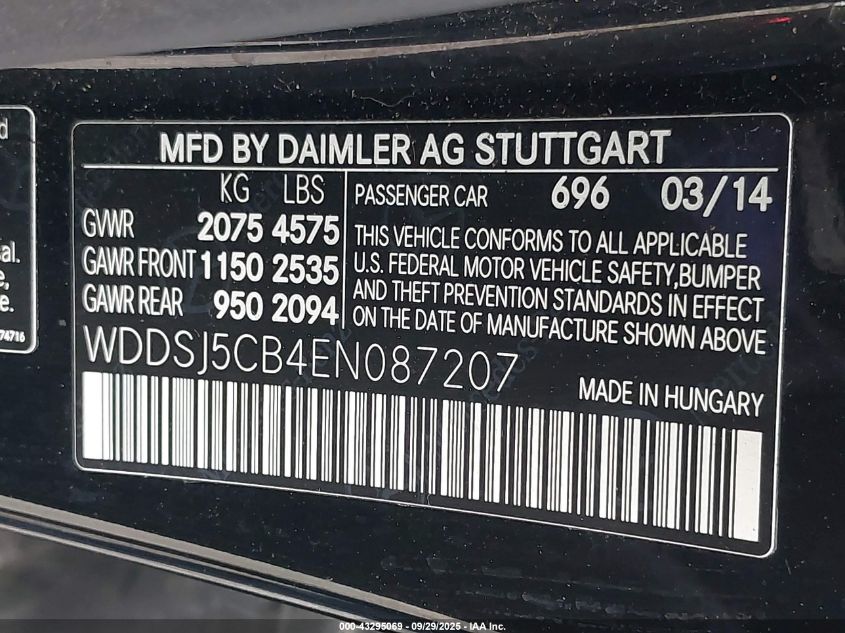 d
al.
e,
e.
74716
MFD BY DAIMLER AG STUTTGART
KG LBS
GVWR 2075 4575
GAWR FRONT 1150 2535
GAWR REAR 950 2094
PASSENGER CAR 696 03/14
THIS VEHICLE CONFORMS TO ALL APPLICABLE
U.S. FEDERAL MOTOR VEHICLE SAFETY,BUMPER
AND THEFT PREVENTION STANDARDS IN EFFECT
ON THE DATE OF MANUFACTURE SHOWN ABOVE
WDDSJ5CB4EN087207
MADE IN HUNGARY
000-43295069 - 09/29/2025 - IAA Inc.